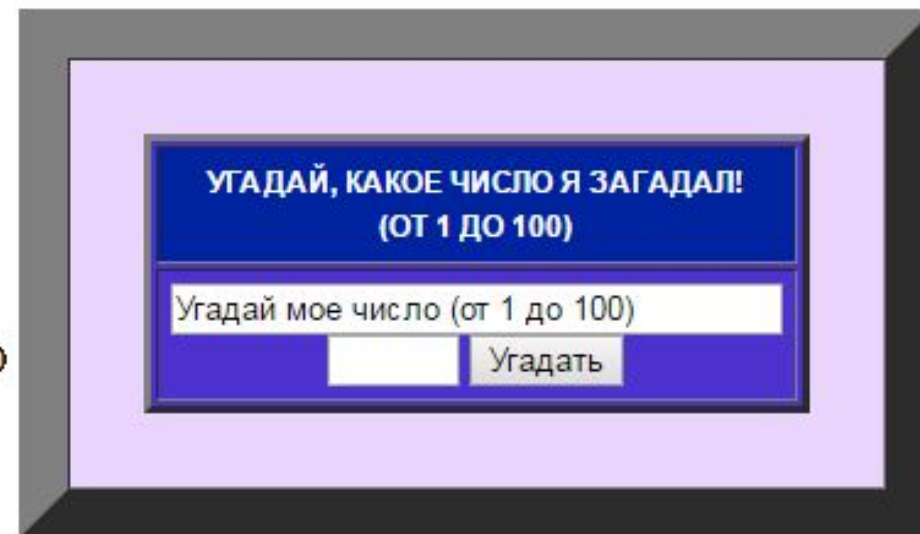 УГАДАЙ, КАКОЕ ЧИСЛО Я ЗАГАДАЛ!
(ОТ 1 ДО 100)
Угадай мое число (от 1 до 100)
Угадать